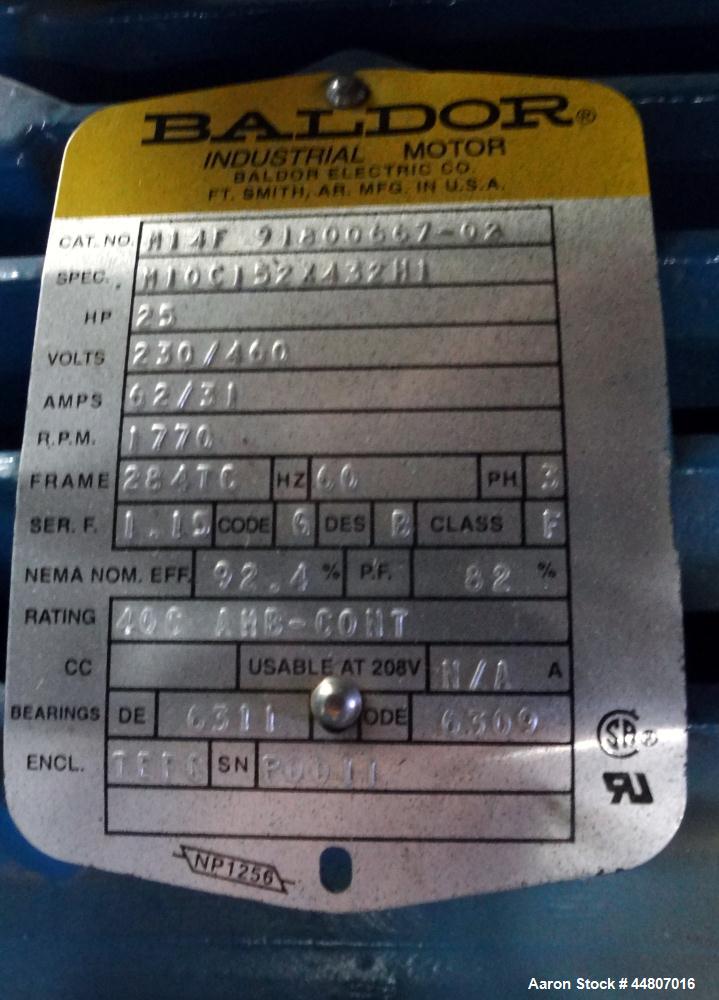 BALDOR®
INDUSTRIAL MOTOR
BALDOR ELECTRIC CO.
FT. SMITH, AR. MFG. IN U.S.A.
CAT. NO. M14F 91800667-02
SPEC. M10C152X432H1
HP 25
VOLTS 230/460
AMPS 62/31
R.P.M. 1770
FRAME 284TC HZ 60 PH 3
SER. F. 1.15 CODE G DES B CLASS F
NEMA NOM. EFF. 92.4 % P.F. 82 %
RATING 40C AMB-CONT
CC USABLE AT 208V N/A A
BEARINGS DE 6311 ODE 6309
ENCL. TEFC SN
NP1256
Aaron Stock # 44807016